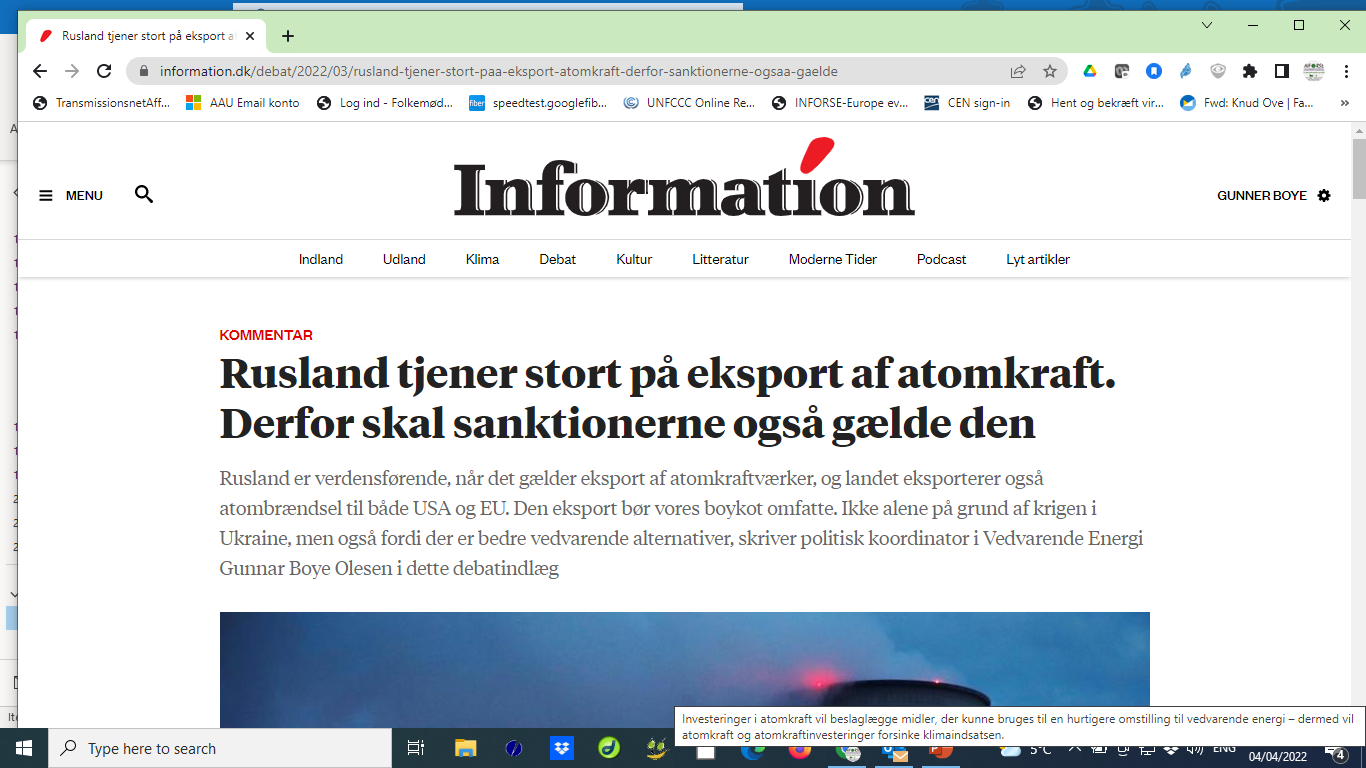 Rusland tjener stort på eksport a
information.dk/debat/2022/03/rusland-tjener-stort-paa-eksport-atomkraft-derfor-sanktionerne-ogsaa-gaelde
TransmissionsnetAff... AAU Email konto Log ind - Folkemød... fiber speedtest.googlefib... UNFCCC Online Re... INFORSE-Europe ev... cen CEN sign-in Hent og bekræft vir... Fwd: Knud Ove | Fa... »
MENU
Information
GUNNER BOYE
Indland Udland Klima Debat Kultur Litteratur Moderne Tider Podcast Lyt artikler
KOMMENTAR
Rusland tjener stort på eksport af atomkraft.
Derfor skal sanktionerne også gælde den
Rusland er verdensførende, når det gælder eksport af atomkraftværker, og landet eksporterer også
atombrændsel til både USA og EU. Den eksport bør vores boykot omfatte. Ikke alene på grund af krigen i
Ukraine, men også fordi der er bedre vedvarende alternativer, skriver politisk koordinator i Vedvarende Energi
Gunnar Boye Olesen i dette debatindlæg
Investeringer i atomkraft vil beslaglægge midler, der kunne bruges til en hurtigere omstilling til vedvarende energi – dermed vil
atomkraft og atomkraftinvesteringer forsinke klimaindsatsen.
Type here to search
5°C
ENG
04/04/2022
4